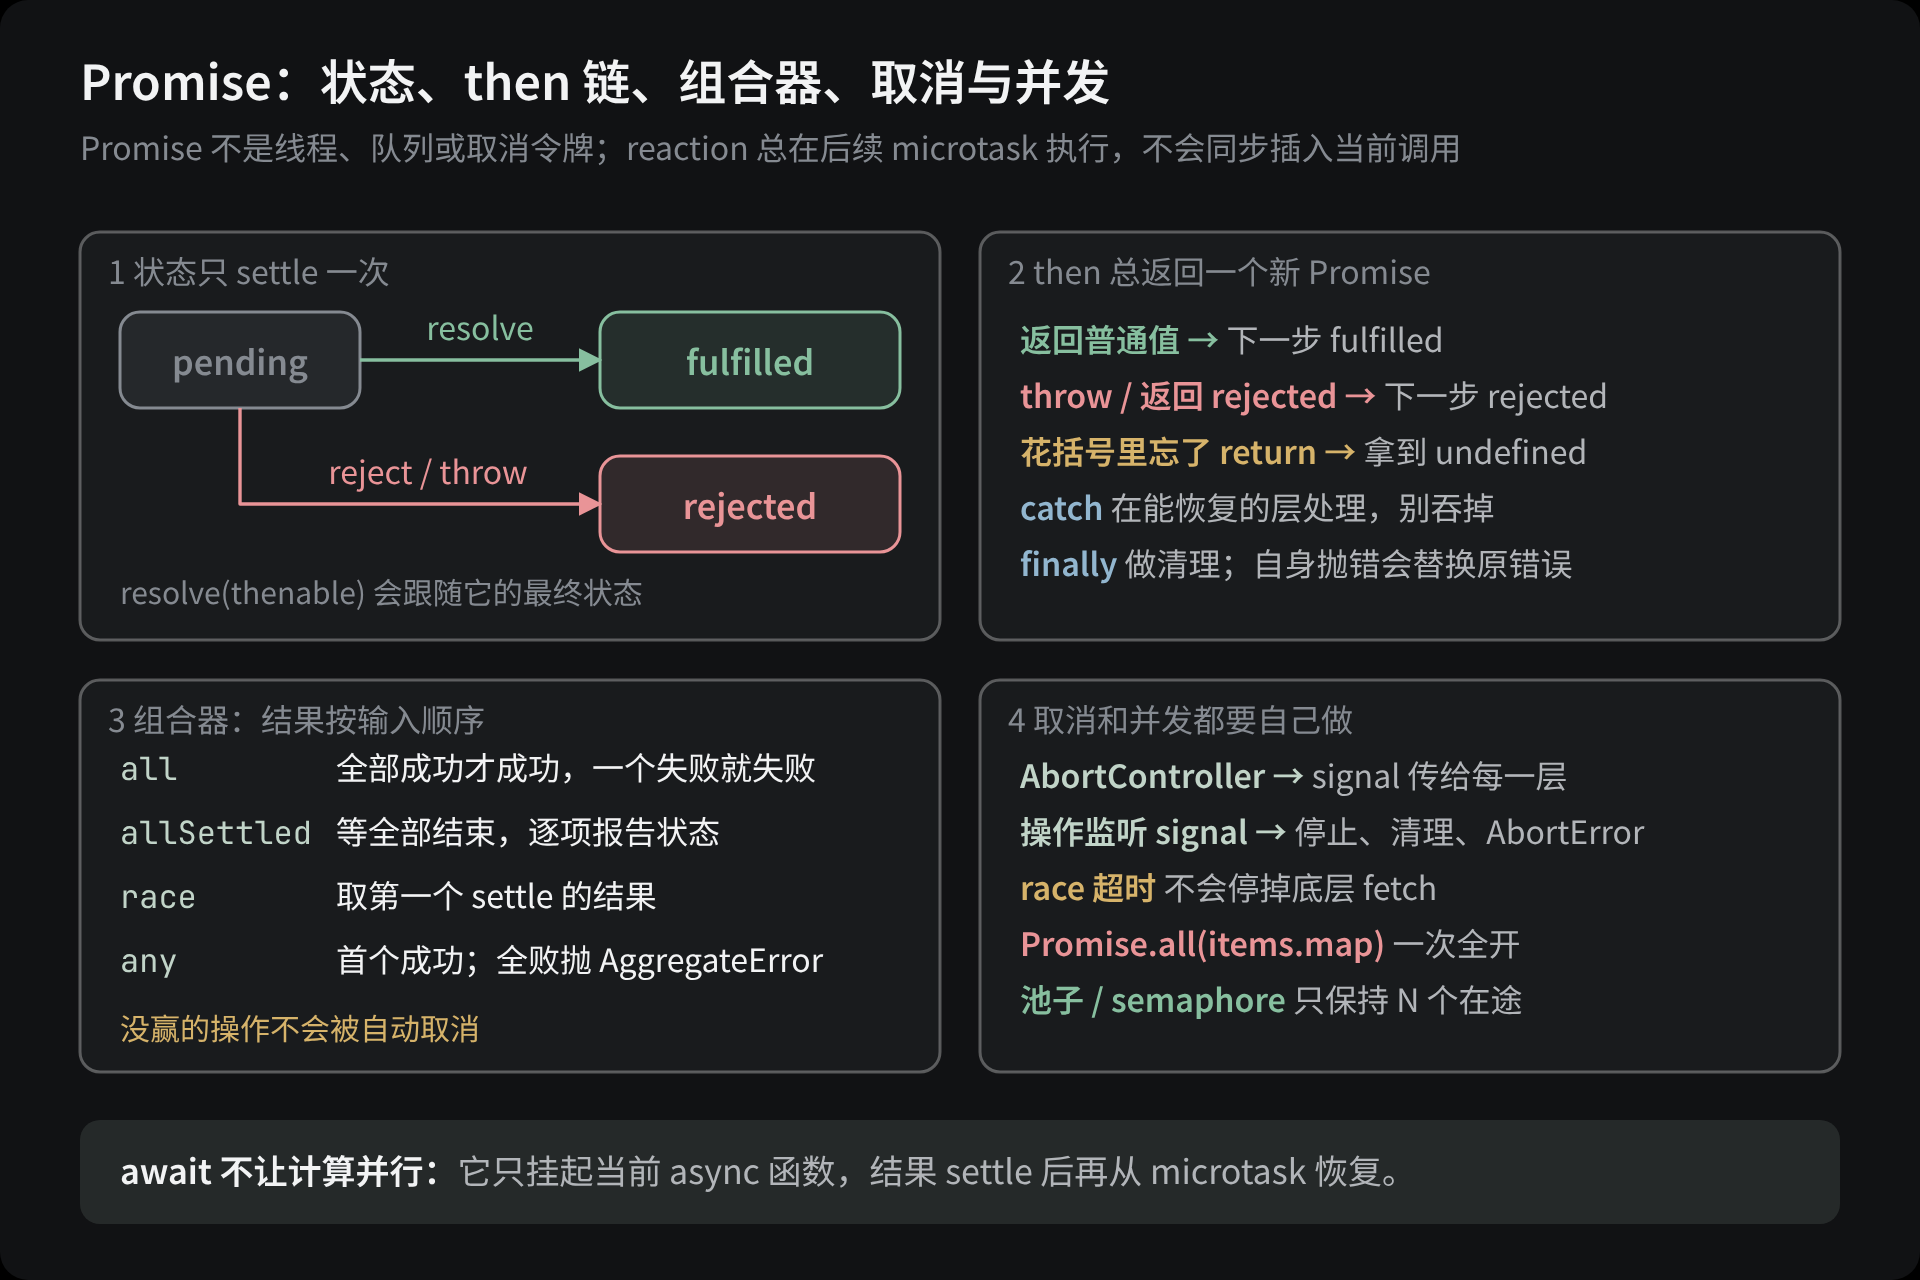 Promise：状态、then 链、组合器、取消与并发
Promise 不是线程、队列或取消令牌；reaction 总在后续 microtask 执行，不会同步插入当前调用
1 状态只 settle 一次
pending
resolve
fulfilled
reject / throw
rejected
resolve(thenable) 会跟随它的最终状态
2 then 总返回一个新 Promise
返回普通值 → 下一步 fulfilled
throw / 返回 rejected → 下一步 rejected
花括号里忘了 return → 拿到 undefined
catch 在能恢复的层处理，别吞掉
finally 做清理；自身抛错会替换原错误
3 组合器：结果按输入顺序
all 全部成功才成功，一个失败就失败
allSettled 等全部结束，逐项报告状态
race 取第一个 settle 的结果
any 首个成功；全败抛 AggregateError
没赢的操作不会被自动取消
4 取消和并发都要自己做
AbortController → signal 传给每一层
操作监听 signal → 停止、清理、AbortError
race 超时 不会停掉底层 fetch
Promise.all(items.map) 一次全开
池子 / semaphore 只保持 N 个在途
await 不让计算并行：它只挂起当前 async 函数，结果 settle 后再从 microtask 恢复。